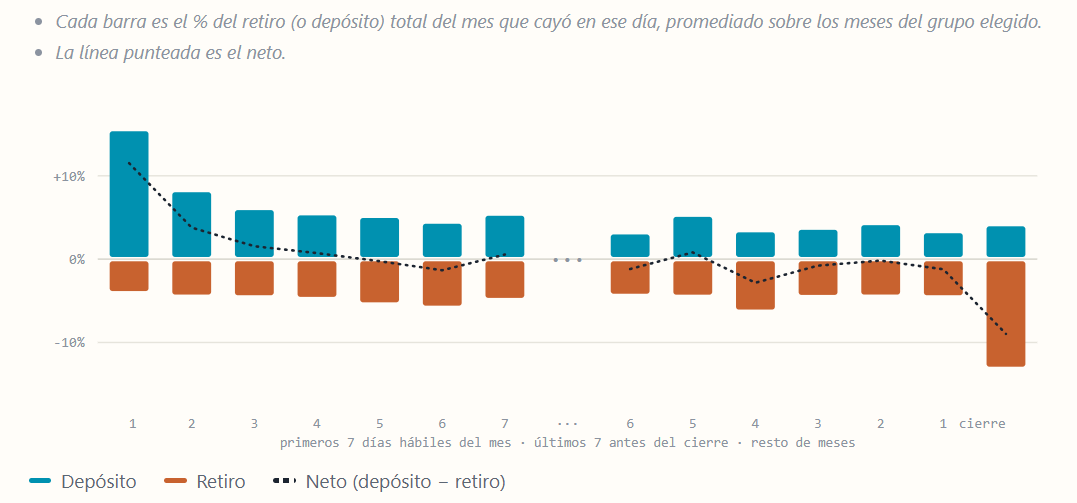 • Cada barra es el % del retiro (o depósito) total del mes que cayó en ese día, promediado sobre los meses del grupo elegido.
• La línea punteada es el neto.
+10%
0%
-10%
1 2 3 4 5 6 7 ··· 6 5 4 3 2 1 cierre
primeros 7 días hábiles del mes · últimos 7 antes del cierre · resto de meses
Depósito Retiro Neto (depósito − retiro)